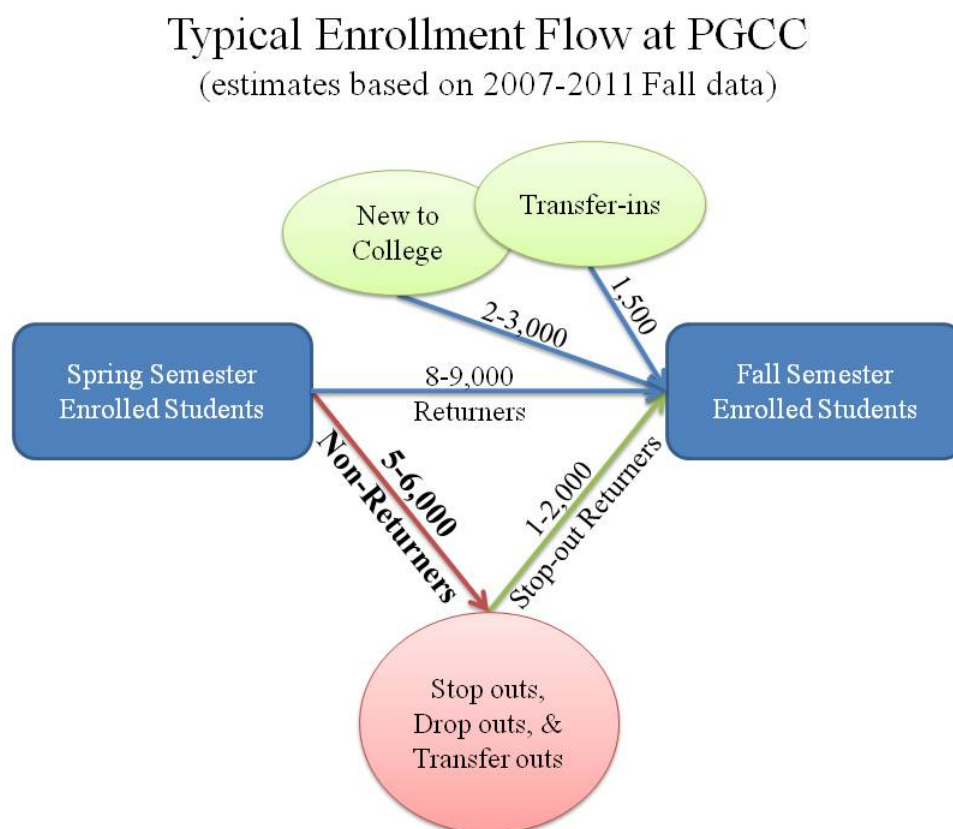 Typical Enrollment Flow at PGCC
(estimates based on 2007-2011 Fall data)
New to
College
Transfer-ins
2-3,000
1,500
Spring Semester
Enrolled Students
8-9,000
Returners
Fall Semester
Enrolled Students
5-6,000
Non-Returners
1-2,000
Stop-out Returners
Stop outs,
Drop outs, &
Transfer outs